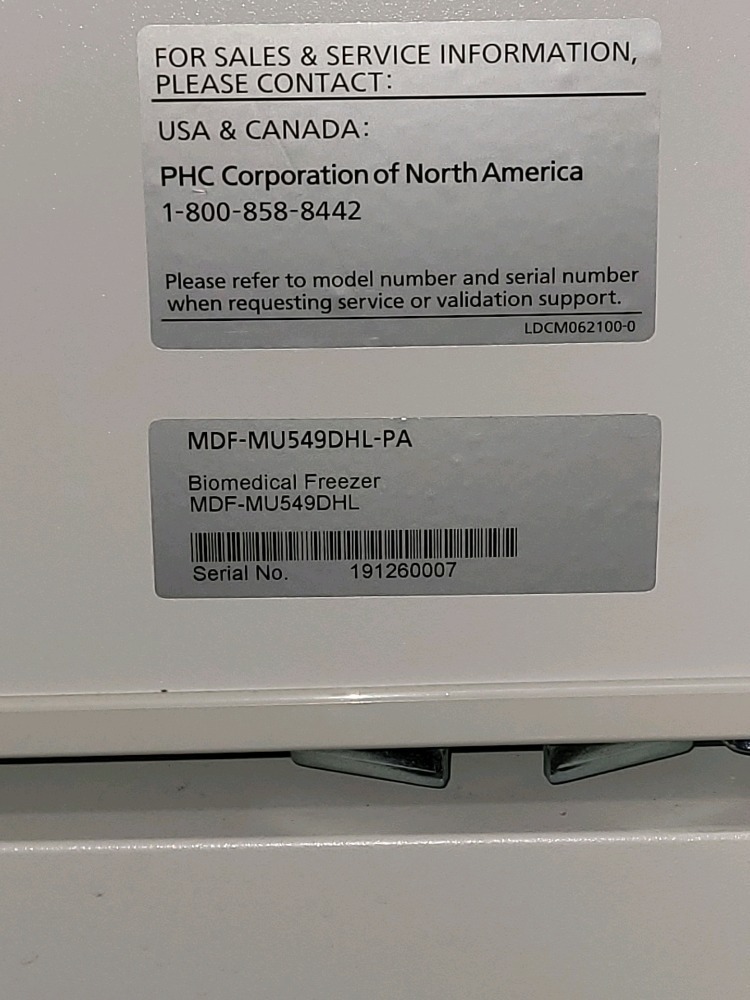 FOR SALES & SERVICE INFORMATION,
PLEASE CONTACT:
USA & CANADA:
PHC Corporation of North America
1-800-858-8442
Please refer to model number and serial number
when requesting service or validation support.
LDCM062100-0
MDF-MU549DHL-PA
Biomedical Freezer
MDF-MU549DHL
Serial No. 191260007